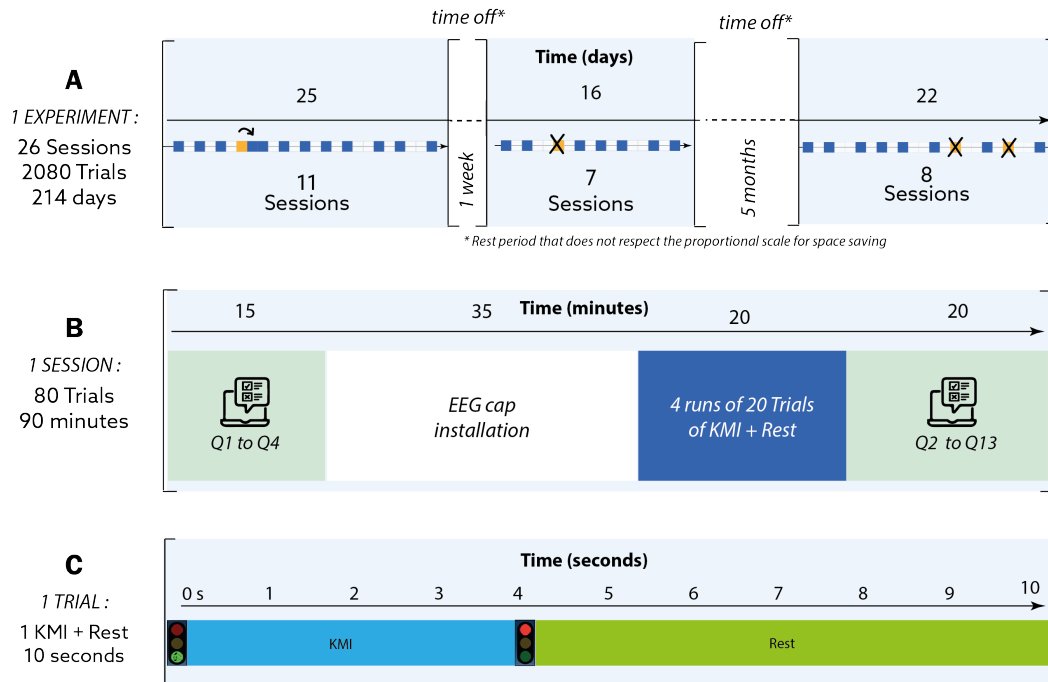 time off*
time off*
A
1 EXPERIMENT :
26 Sessions
2080 Trials
214 days
Time (days)
25
16
22
11
Sessions
1 week
7
Sessions
5 months
8
Sessions
* Rest period that does not respect the proportional scale for space saving
B
1 SESSION :
80 Trials
90 minutes
Time (minutes)
15
35
20
20
Q1 to Q4
EEG cap
installation
4 runs of 20 Trials
of KMI + Rest
Q2 to Q13
C
1 TRIAL :
1 KMI + Rest
10 seconds
Time (seconds)
0 s 1 2 3 4 5 6 7 8 9 10
KMI
Rest